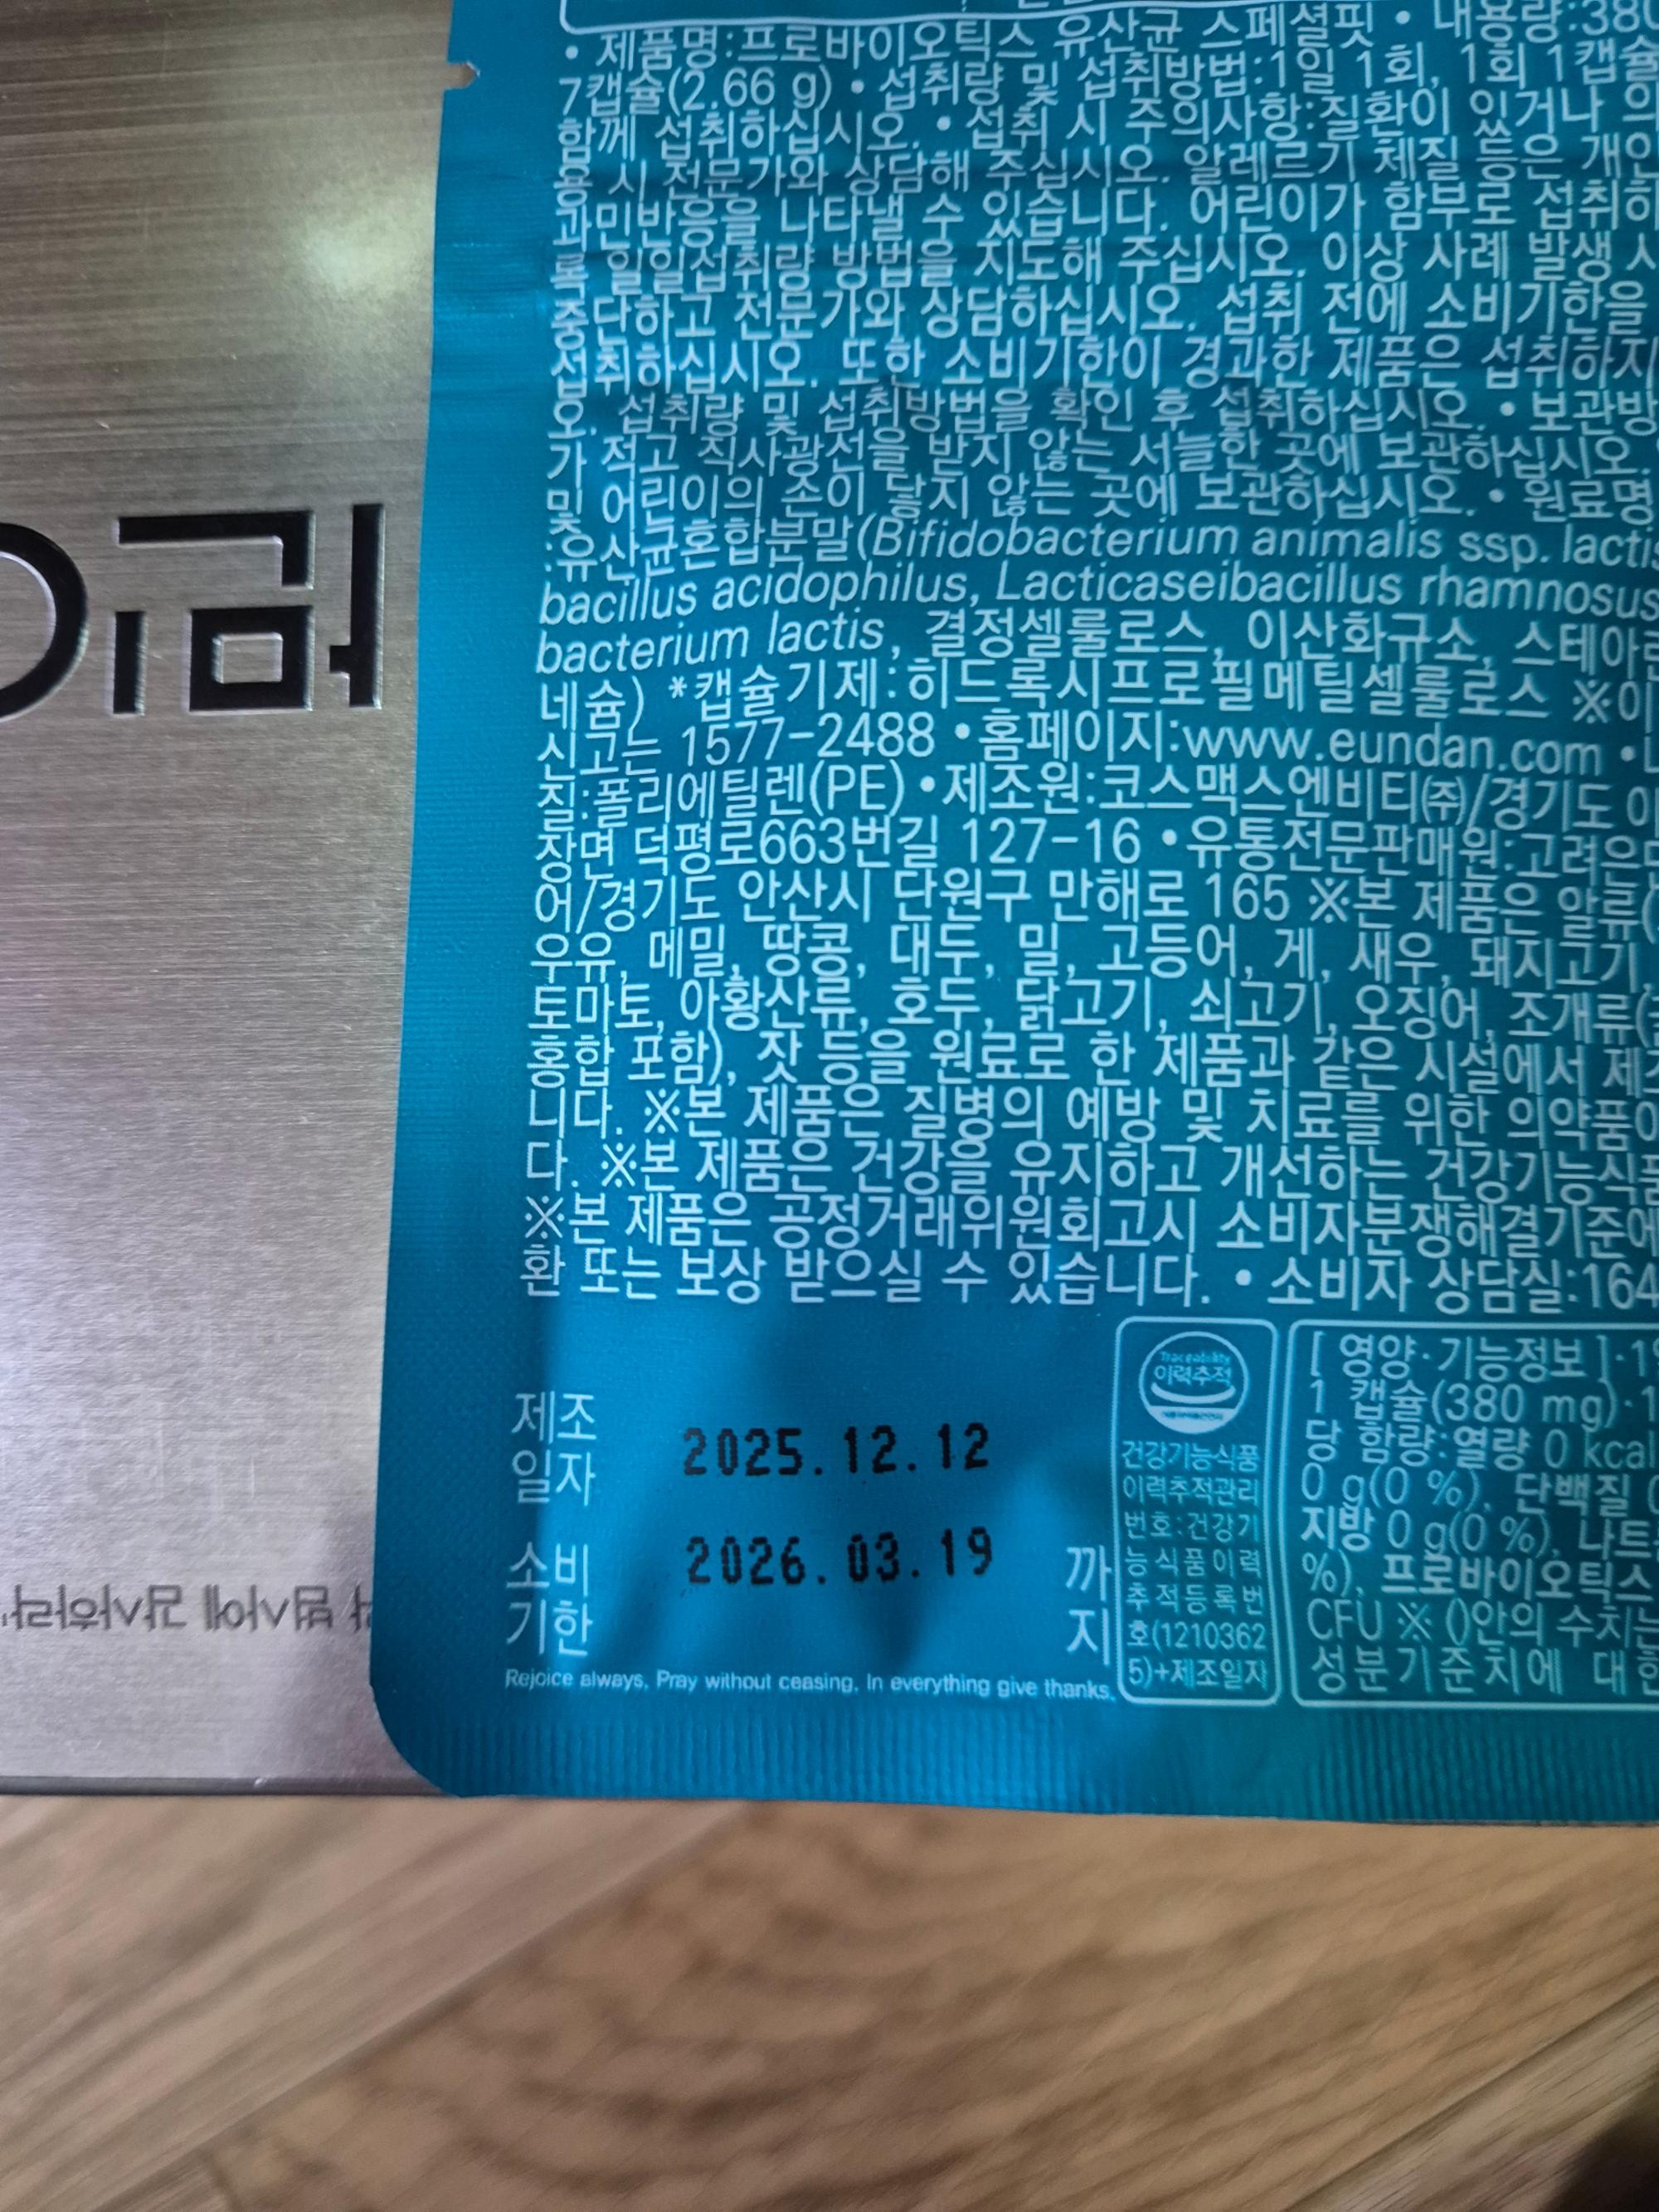 • 제품명:프로바이오틱스 유산균 스페셜핏 • 내용량:380
7캡슐(2.66 g) • 섭취량 및 섭취방법:1일 1회, 1회 1캡슐
함께 섭취하십시오. • 섭취 시 주의사항:질환이 있거나 의
용 시 전문가와 상담해 주십시오. 알레르기 체질 등은 개인
과민반응을 나타낼 수 있습니다. 어린이가 함부로 섭취하
록 일일섭취량 방법을 지도해 주십시오. 이상 사례 발생 시
중단하고 전문가와 상담하십시오. 섭취 전에 소비기한을
섭취하십시오. 또한 소비기한이 경과한 제품은 섭취하지
오. 섭취량 및 섭취방법을 확인 후 섭취하십시오. • 보관방
가 적고 직사광선을 받지 않는 서늘한 곳에 보관하십시오.
및 어린이의 손이 닿지 않는 곳에 보관하십시오. • 원료명
:유산균혼합분말(Bifidobacterium animalis ssp. lactis
bacillus acidophilus, Lacticaseibacillus rhamnosus
bacterium lactis, 결정셀룰로스, 이산화규소, 스테아린
네슘) *캡슐기제:히드록시프로필메틸셀룰로스 ※이
신고는 1577-2488 •홈페이지:www.eundan.com •
질:폴리에틸렌(PE) •제조원:코스맥스엔비티㈜/경기도 이
장면 덕평로663번길 127-16 •유통전문판매원:고려은단
어/경기도 안산시 단원구 만해로 165 ※본 제품은 알류(
우유, 메밀, 땅콩, 대두, 밀, 고등어, 게, 새우, 돼지고기,
토마토, 아황산류, 호두, 닭고기, 쇠고기, 오징어, 조개류(
홍합 포함), 잣 등을 원료로 한 제품과 같은 시설에서 제조
니다. ※본 제품은 질병의 예방 및 치료를 위한 의약품이
다. ※본 제품은 건강을 유지하고 개선하는 건강기능식품
※본 제품은 공정거래위원회고시 소비자분쟁해결기준에
환 또는 보상 받으실 수 있습니다. • 소비자 상담실:164
제조
일자
2025.12.12
소비
기한
2026.03.19
까
지
Rejoice always, Pray without ceasing, In everything give thanks.
Traceability
이력추적
건강기능식품
이력추적관리
번호:건강기
능식품이력
추적등록번
호(1210362
5)+제조일자
[ 영양·기능정보 ]·1
1 캡슐(380 mg)·1
당 함량:열량 0 kcal
0 g(0 %), 단백질 0
지방 0 g(0 %), 나트
%), 프로바이오틱스
CFU ※ ()안의 수치는
성분기준치에 대한